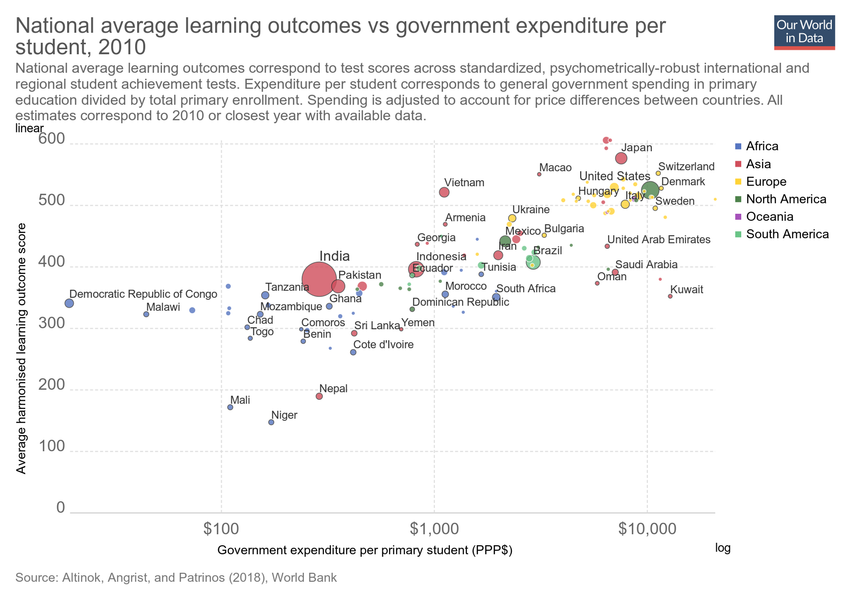 National average learning outcomes vs government expenditure per
student, 2010
Our World
in Data
National average learning outcomes correspond to test scores across standardized, psychometrically-robust international and
regional student achievement tests. Expenditure per student corresponds to general government spending in primary
education divided by total primary enrollment. Spending is adjusted to account for price differences between countries. All
estimates correspond to 2010 or closest year with available data.
linear
600
500
400
300
200
100
0
Average harmonised learning outcome score
Japan
Macao
Switzerland
Vietnam
United States
Denmark
Hungary
Italy
Sweden
Armenia
Ukraine
Georgia
Mexico
Bulgaria
United Arab Emirates
India
Indonesia
Iran
Brazil
Ecuador
Tunisia
Saudi Arabia
Pakistan
Oman
Tanzania
Morocco
South Africa
Kuwait
Democratic Republic of Congo
Ghana
Malawi
Mozambique
Dominican Republic
Chad
Comoros
Sri Lanka
Yemen
Togo
Benin
Cote d'Ivoire
Nepal
Mali
Niger
Africa
Asia
Europe
North America
Oceania
South America
$100
$1,000
$10,000
Government expenditure per primary student (PPP$)
log
Source: Altinok, Angrist, and Patrinos (2018), World Bank